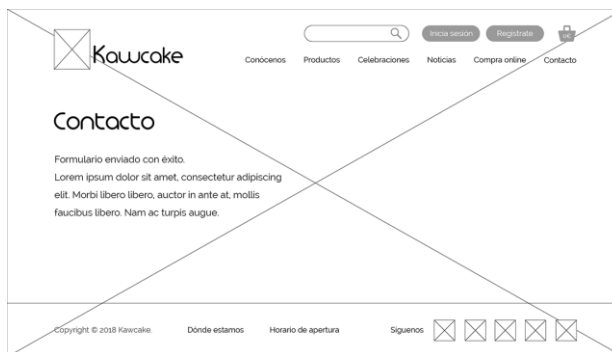 Inicia sesión Regístrate 0€
Kawcake
Conócenos Productos Celebraciones Noticias Compra online Contacto
Contacto
Formulario enviado con éxito.
Lorem ipsum dolor sit amet, consectetur adipiscing
elit. Morbi libero libero, auctor in ante at, mollis
faucibus libero. Nam ac turpis augue.
Copyright © 2018 Kawcake. Dónde estamos Horario de apertura Síguenos